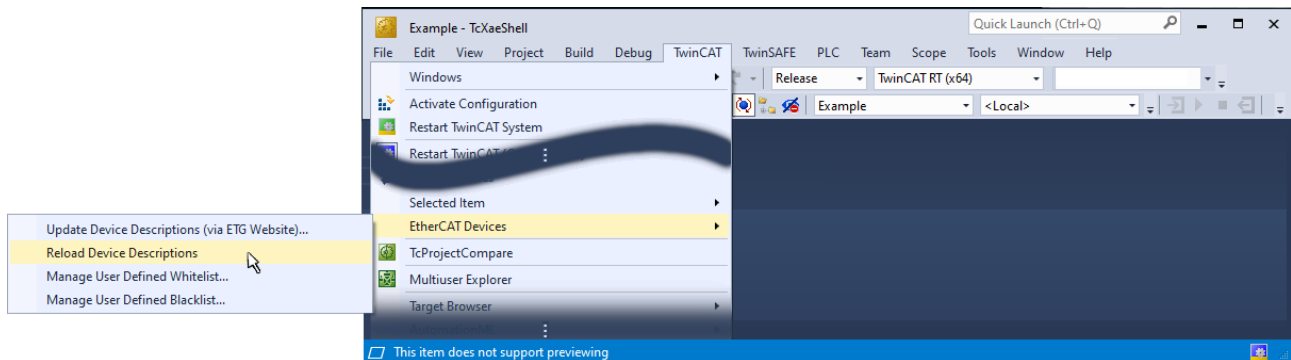 Example - TcXaeShell
Quick Launch (Ctrl+Q)
File Edit View Project Build Debug TwinCAT TwinSAFE PLC Team Scope Tools Window Help
Release TwinCAT RT (x64)
Example <Local>
Windows
Activate Configuration
Restart TwinCAT System
Restart TwinCAT
Selected Item
EtherCAT Devices
Update Device Descriptions (via ETG Website)...
Reload Device Descriptions
Manage User Defined Whitelist...
Manage User Defined Blacklist...
TcProjectCompare
Multiuser Explorer
Target Browser
AutomationML
This item does not support previewing